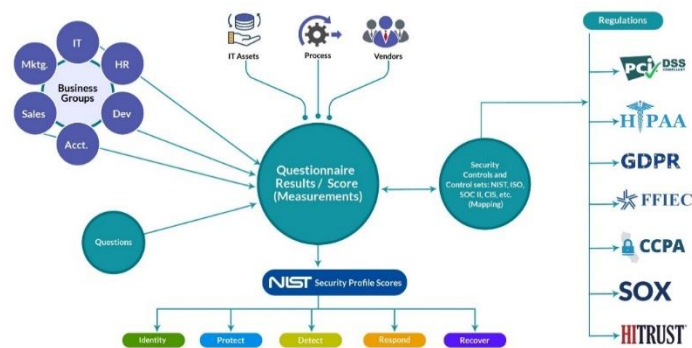 Regulations
IT
Mktg.
HR
Business
Groups
Sales
Dev
Acct.
IT Assets
Process
Vendors
PCI DSS
COMPLIANT
HIPAA
GDPR
FFIEC
CCPA
SOX
HITRUST
Questionnaire
Results / Score
(Measurements)
Security
Controls and
Control sets: NIST, ISO,
SOC II, CIS, etc.
(Mapping)
Questions
NIST Security Profile Scores
Identity
Protect
Detect
Respond
Recover